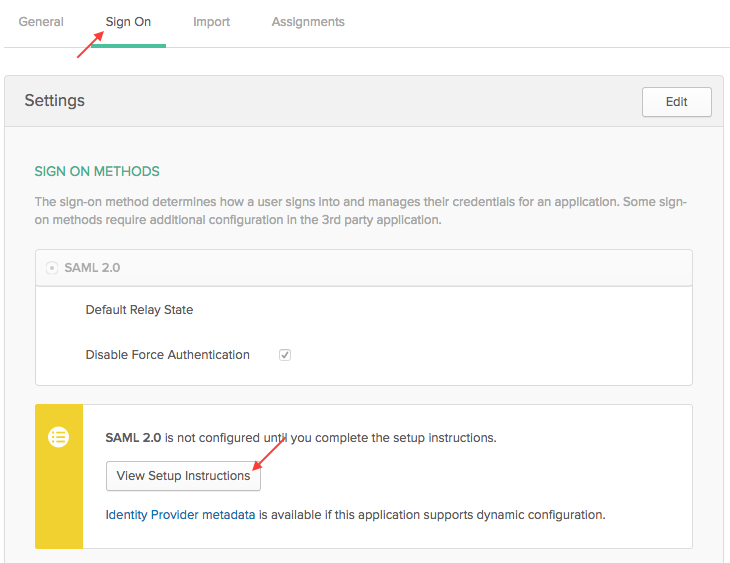 General Sign On Import Assignments
Settings
Edit
SIGN ON METHODS
The sign-on method determines how a user signs into and manages their credentials for an application. Some sign-
on methods require additional configuration in the 3rd party application.
SAML 2.0
Default Relay State
Disable Force Authentication
SAML 2.0 is not configured until you complete the setup instructions.
View Setup Instructions
Identity Provider metadata is available if this application supports dynamic configuration.